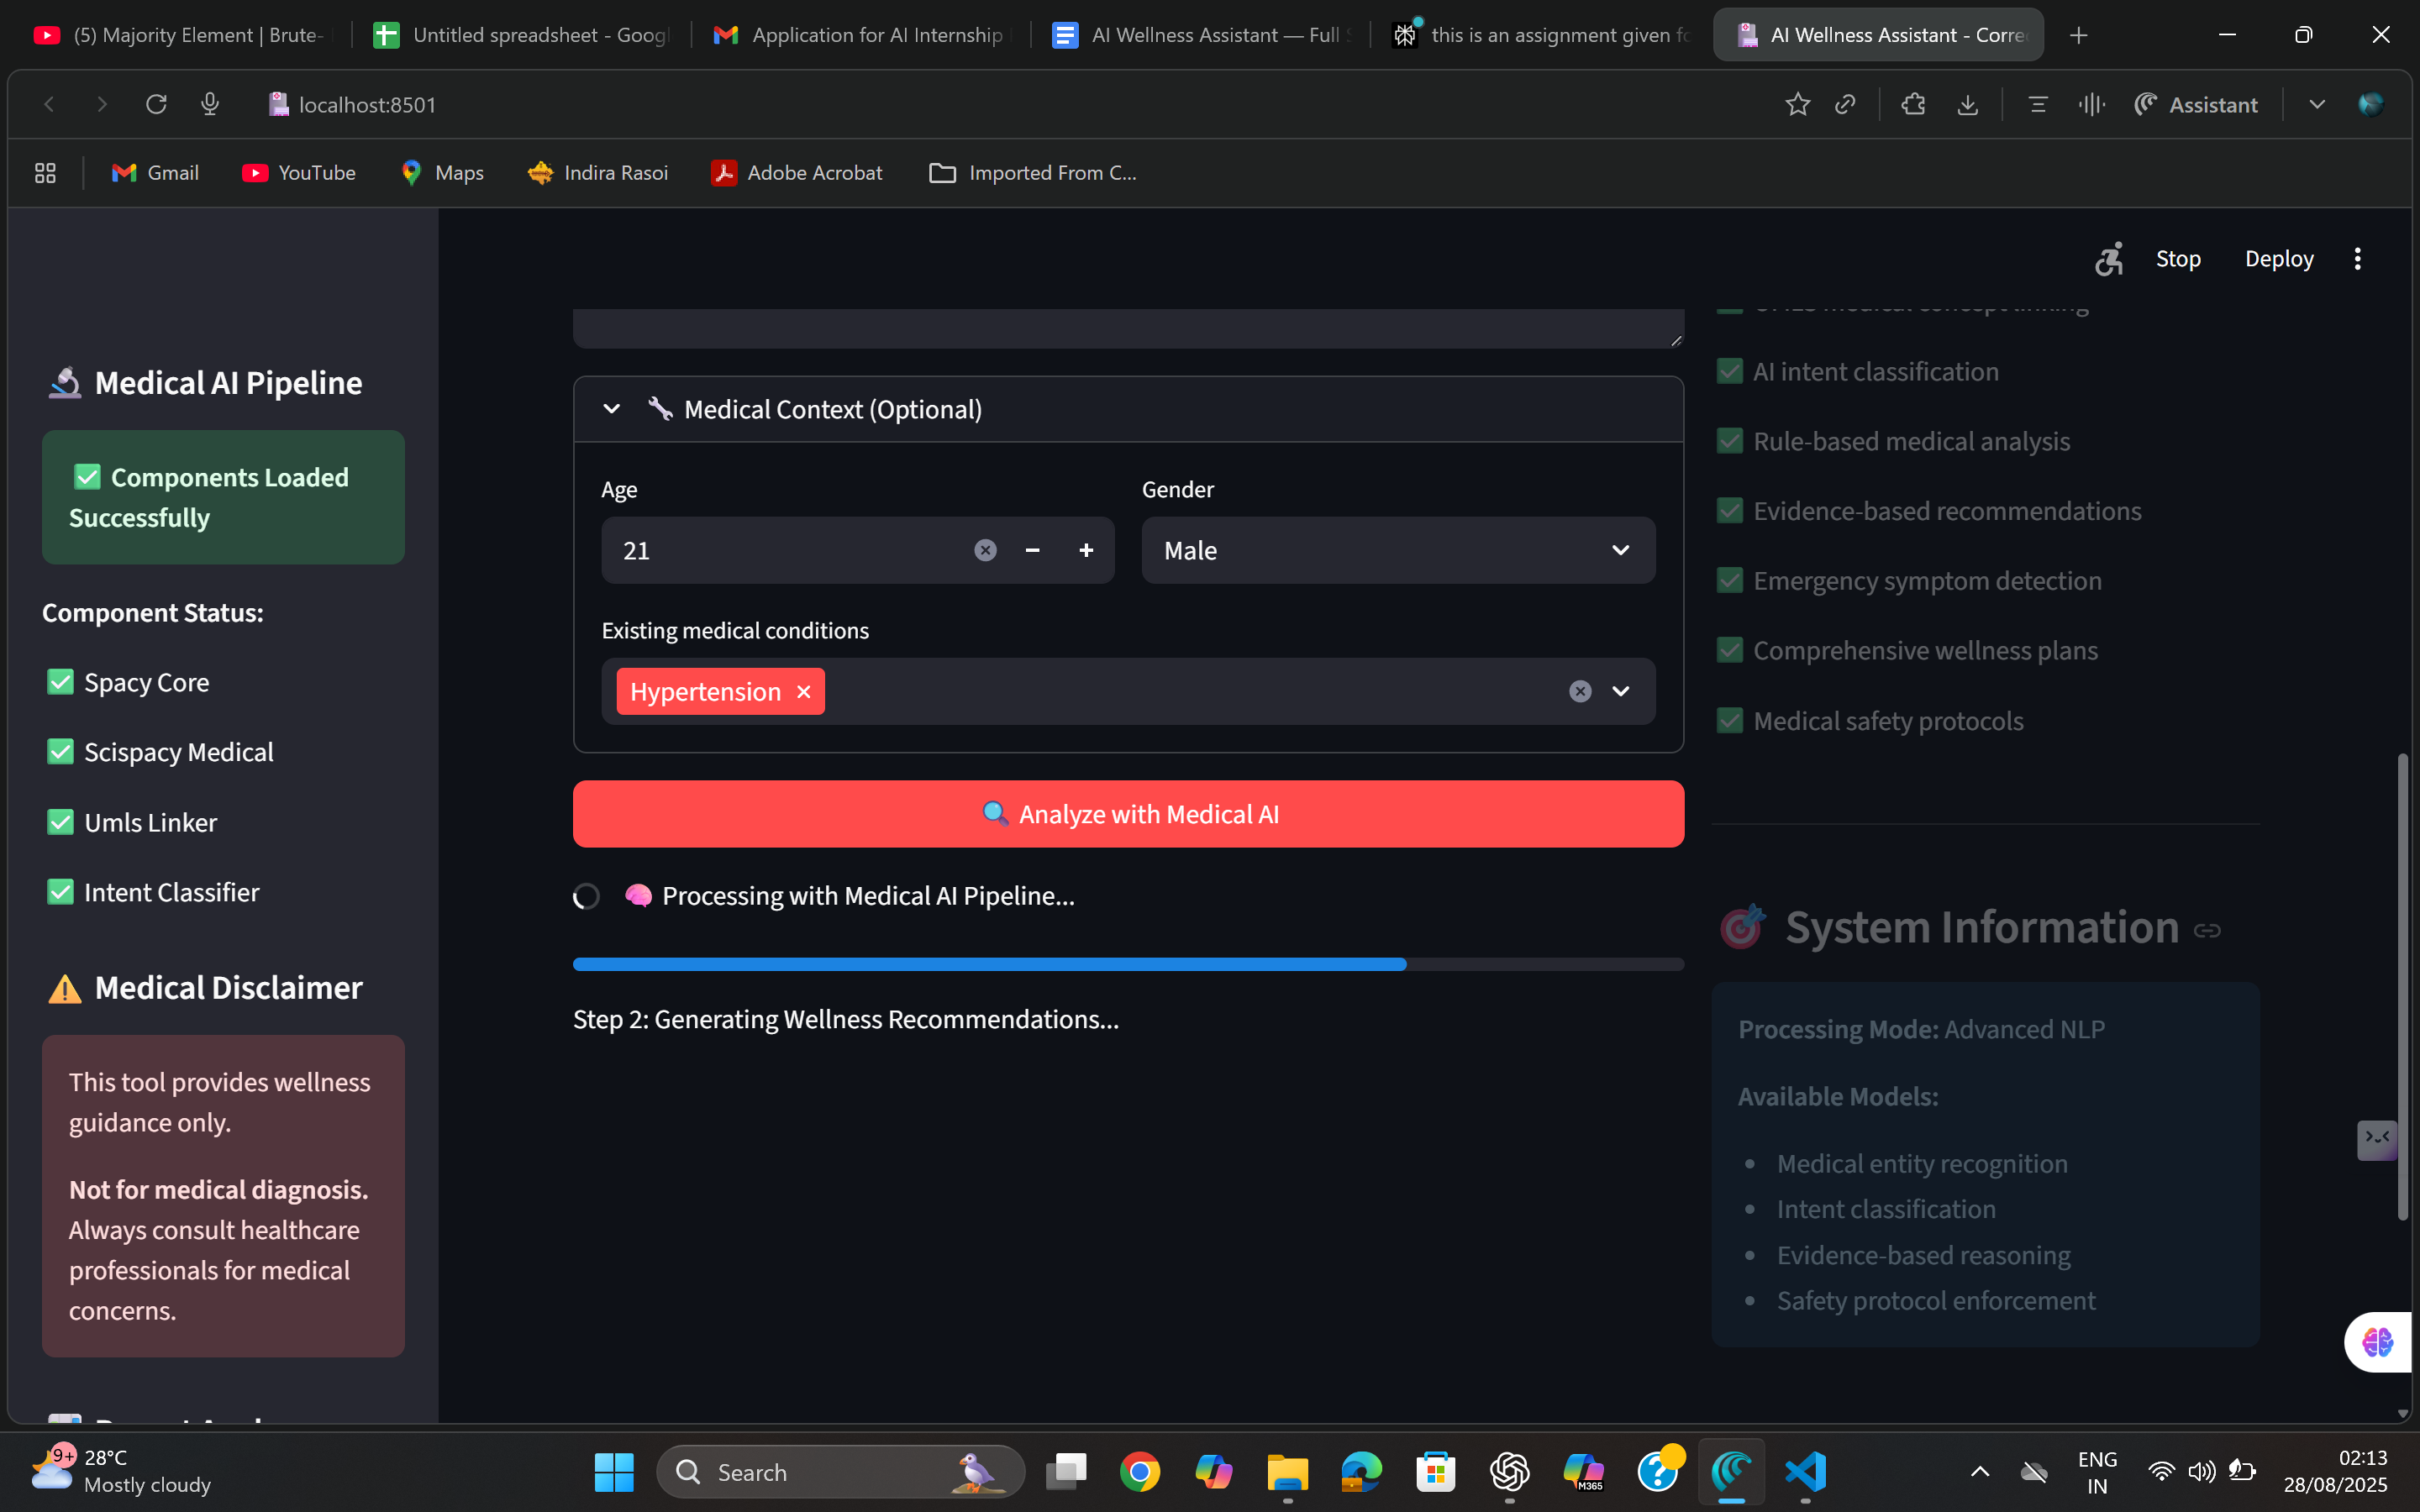 (5) Majority Element | Brute-
Untitled spreadsheet - Goog
Application for AI Internship
AI Wellness Assistant — Full S
this is an assignment given fo
AI Wellness Assistant - Corre
localhost:8501
Assistant
Gmail
YouTube
Maps
Indira Rasoi
Adobe Acrobat
Imported From C...
Stop
Deploy
Medical AI Pipeline
Components Loaded
Successfully
Component Status:
Spacy Core
Scispacy Medical
Umls Linker
Intent Classifier
Medical Disclaimer
This tool provides wellness
guidance only.
Not for medical diagnosis.
Always consult healthcare
professionals for medical
concerns.
Medical Context (Optional)
Age
Gender
21
Male
Existing medical conditions
Hypertension
Analyze with Medical AI
Processing with Medical AI Pipeline...
Step 2: Generating Wellness Recommendations...
AI intent classification
Rule-based medical analysis
Evidence-based recommendations
Emergency symptom detection
Comprehensive wellness plans
Medical safety protocols
System Information
Processing Mode: Advanced NLP
Available Models:
Medical entity recognition
Intent classification
Evidence-based reasoning
Safety protocol enforcement
9+
28°C
Mostly cloudy
Search
M365
ENG
IN
02:13
28/08/2025